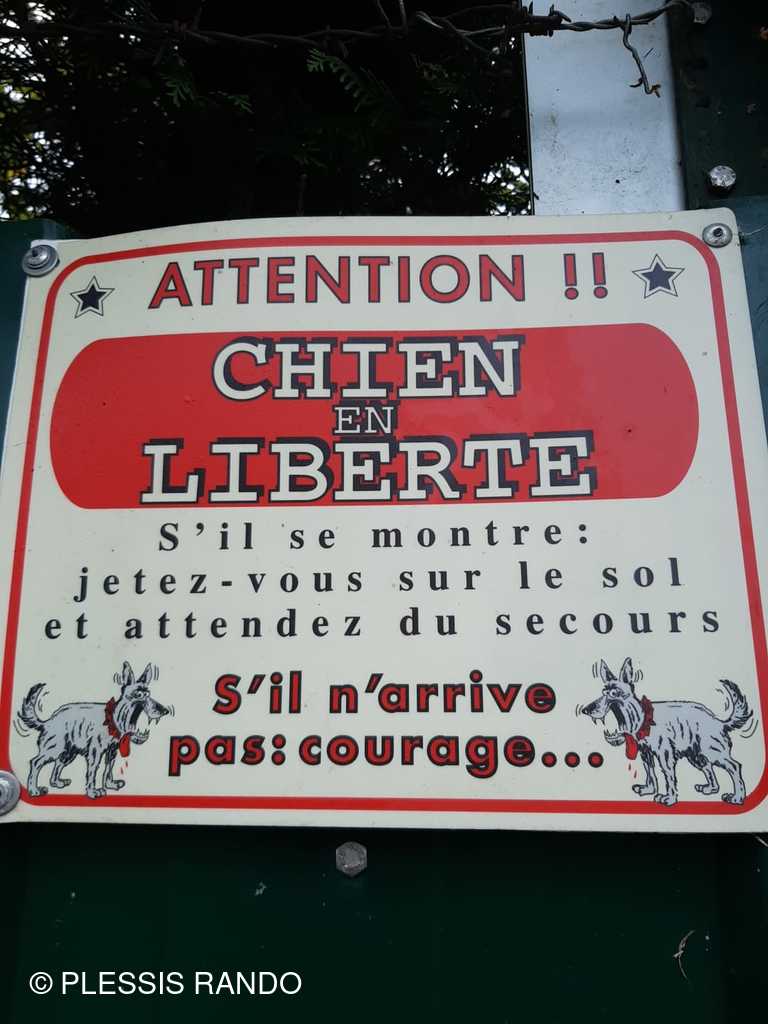 ATTENTION !!
CHIEN
EN
LIBERTE
S'il se montre:
jetez-vous sur le sol
et attendez du secours
S'il n'arrive
pas: courage...
© PLESSIS RANDO